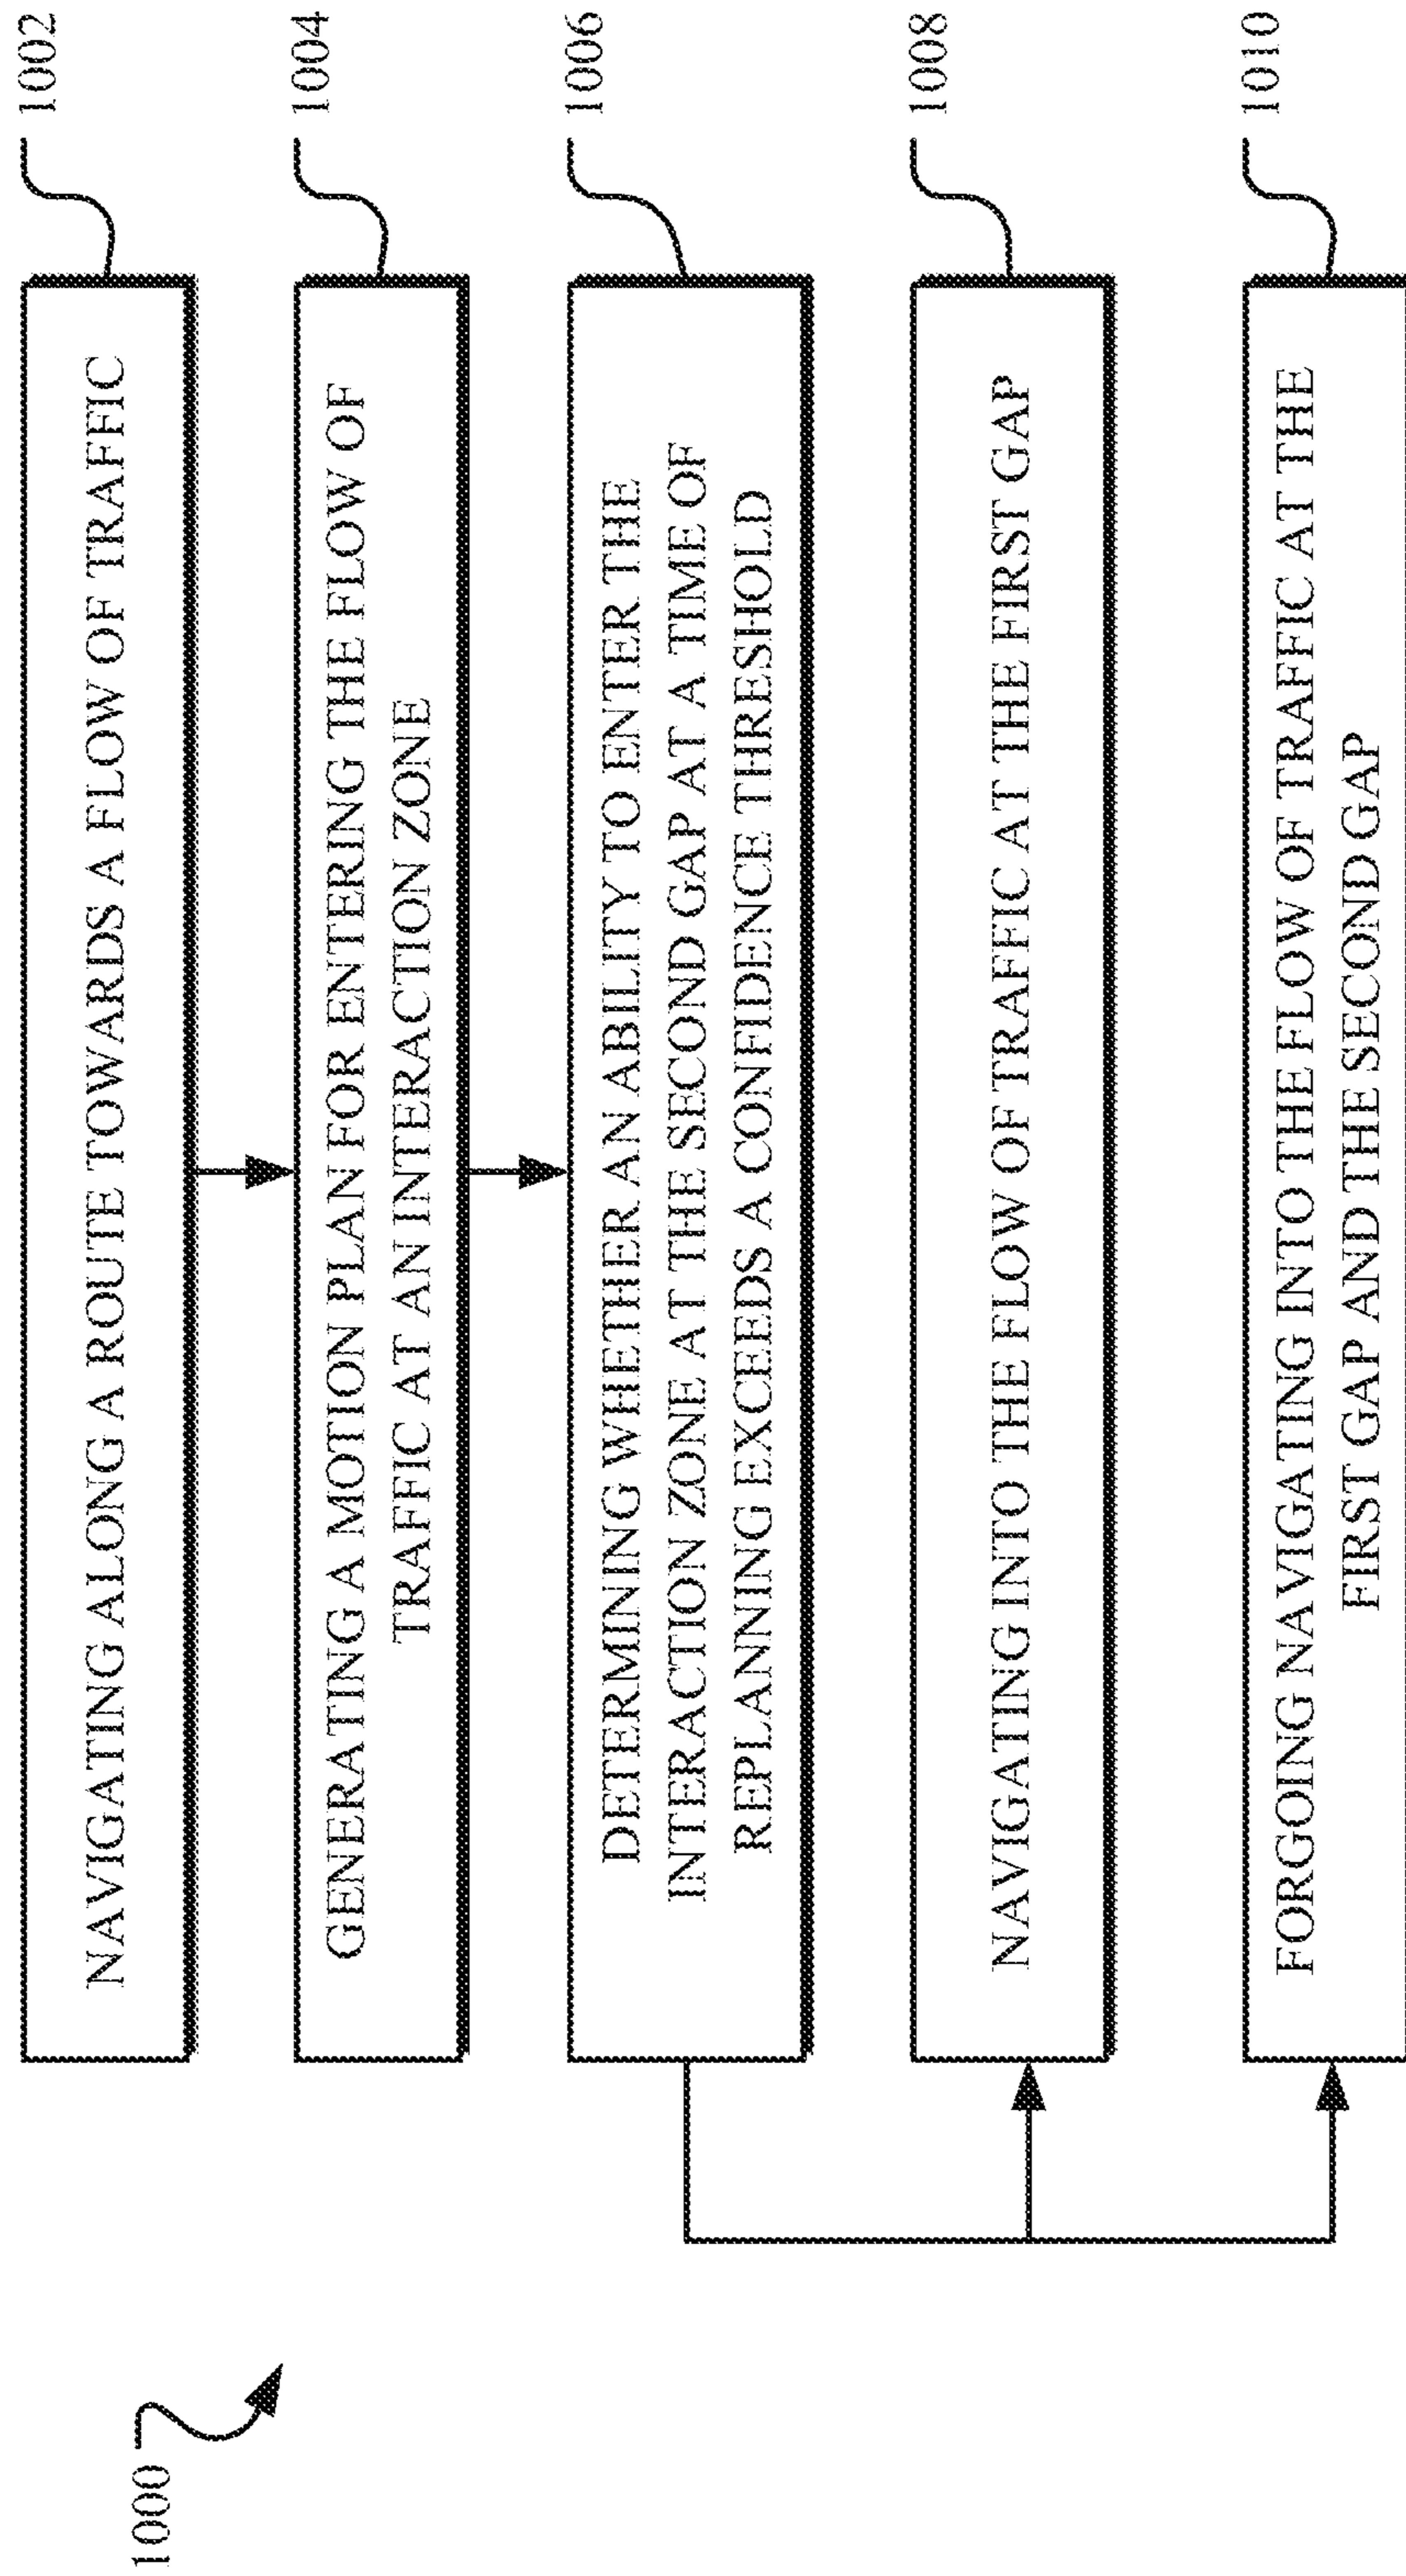 1000
NAVIGATING ALONG A ROUTE TOWARDS A FLOW OF TRAFFIC
1002
GENERATING A MOTION PLAN FOR ENTERING THE FLOW OF
TRAFFIC AT AN INTERACTION ZONE
1004
DETERMINING WHETHER AN ABILITY TO ENTER THE
INTERACTION ZONE AT THE SECOND GAP AT A TIME OF
REPLANNING EXCEEDS A CONFIDENCE THRESHOLD
1006
NAVIGATING INTO THE FLOW OF TRAFFIC AT THE FIRST GAP
1008
FORGOING NAVIGATING INTO THE FLOW OF TRAFFIC AT THE
FIRST GAP AND THE SECOND GAP
1010